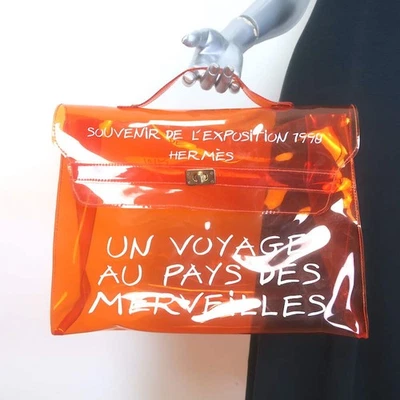 SOUVENIR DE L'EXPOSITION 1998
HERMÈS
UN VOYAGE
AU PAYS DES
MERVEILLES